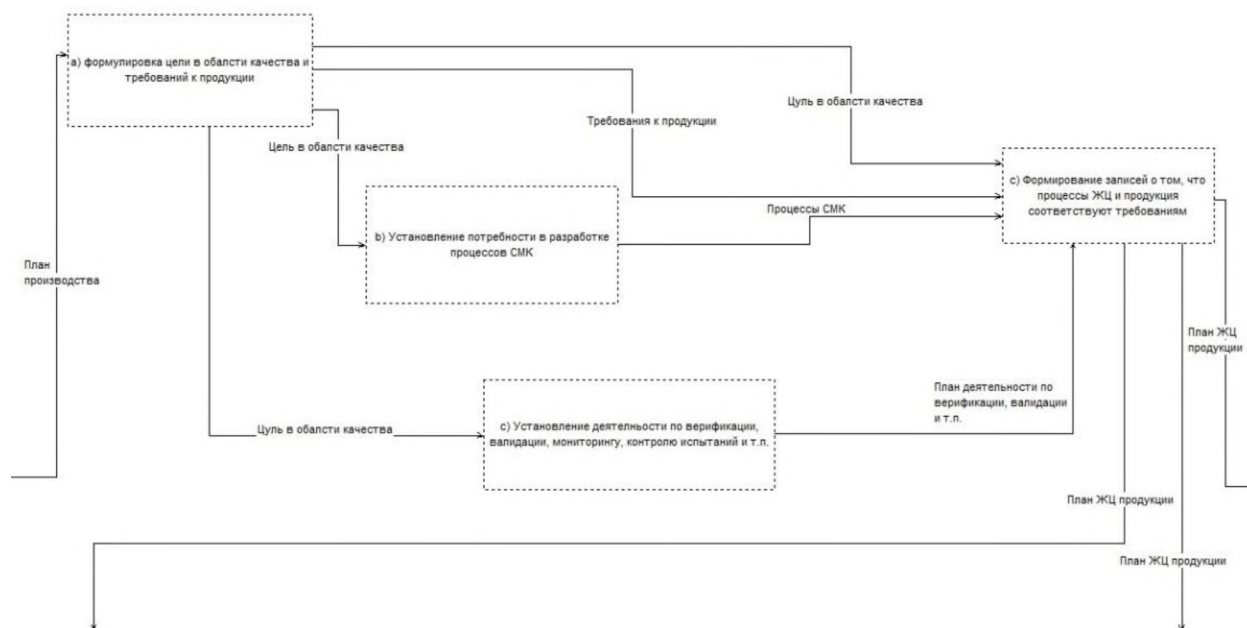 a) формулировка цели в обалсти качества и
требований к продукции
Цуль в обалсти качества
Требования к продукции
Цель в обалсти качества
с) Формирование записей о том, что
процессы ЖЦ и продукция
соответствуют требованиям
Процессы СМК
b) Установление потребности в разработке
процессов СМК
План
производства
План ЖЦ
продукции
План деятельности по
верификации, валидации
и т.п.
с) Установление деятельности по верификации,
валидации, мониторингу, контролю испытаний и т.п.
Цуль в обалсти качества
План ЖЦ продукции
План ЖЦ продукции